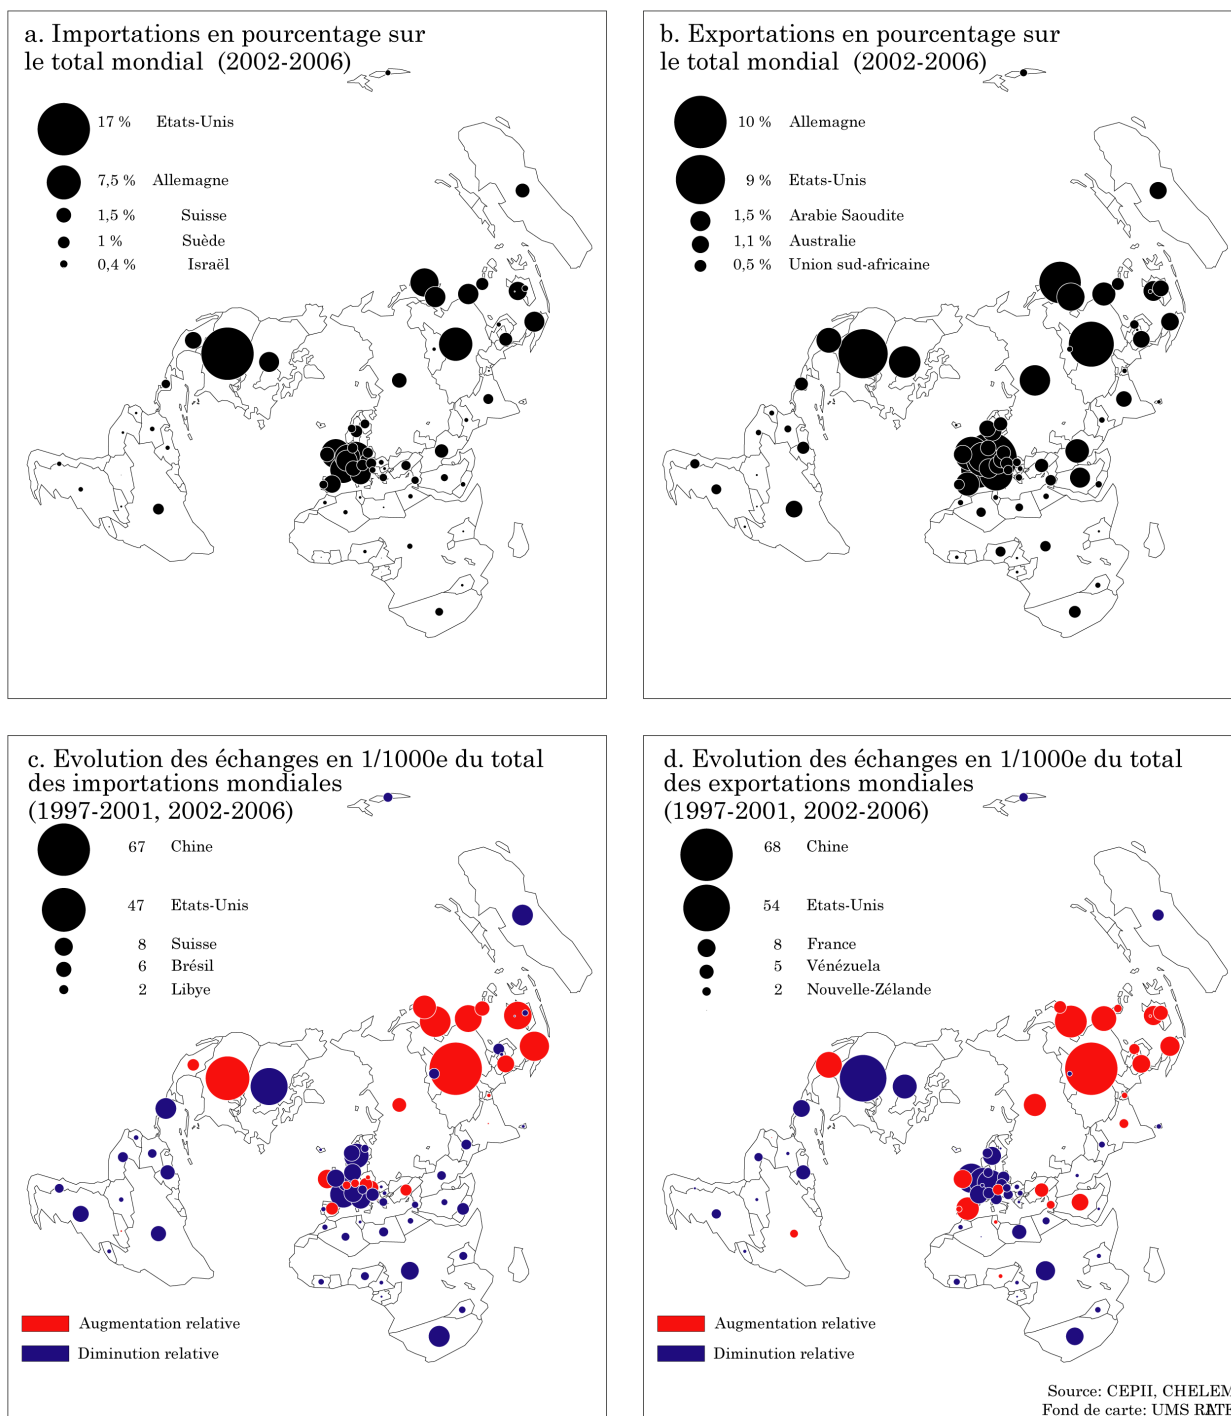 a. Importations en pourcentage sur
le total mondial (2002-2006)
17 % Etats-Unis
7,5 % Allemagne
1,5 % Suisse
1 % Suède
0,4 % Israël
b. Exportations en pourcentage sur
le total mondial (2002-2006)
10 % Allemagne
9 % Etats-Unis
1,5 % Arabie Saoudite
1,1 % Australie
0,5 % Union sud-africaine
c. Evolution des échanges en 1/1000e du total
des importations mondiales
(1997-2001, 2002-2006)
67 Chine
47 Etats-Unis
8 Suisse
6 Brésil
2 Libye
Augmentation relative
Diminution relative
d. Evolution des échanges en 1/1000e du total
des exportations mondiales
(1997-2001, 2002-2006)
68 Chine
54 Etats-Unis
8 France
5 Vénézuela
2 Nouvelle-Zélande
Augmentation relative
Diminution relative
Source: CEPII, CHELEM
Fond de carte: UMS